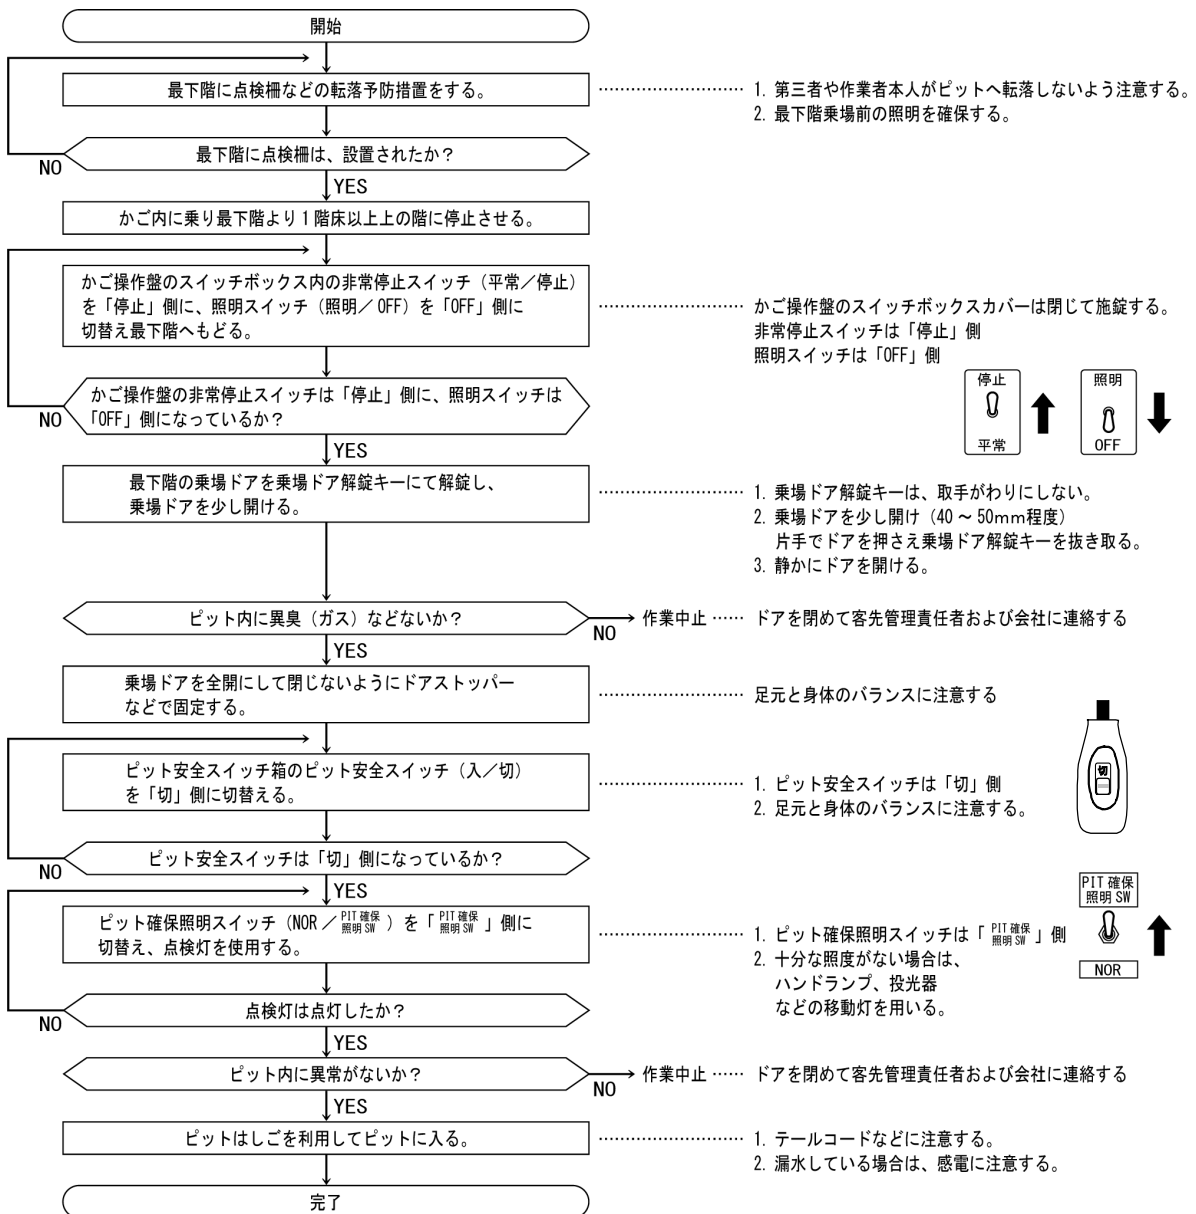 開始
最下階に点検柵などの転落予防措置をする。
1. 第三者や作業者本人がピットへ転落しないよう注意する。
2. 最下階乗場前の照明を確保する。
最下階に点検柵は、設置されたか？
NO
YES
かご内に乗り最下階より1階床以上上の階に停止させる。
かご操作盤のスイッチボックス内の非常停止スイッチ（平常／停止）
を「停止」側に、照明スイッチ（照明／OFF）を「OFF」側に
切替え最下階へもどる。
かご操作盤のスイッチボックスカバーは閉じて施錠する。
非常停止スイッチは「停止」側
照明スイッチは「OFF」側
停止
平常
照明
OFF
かご操作盤の非常停止スイッチは「停止」側に、照明スイッチは
「OFF」側になっているか？
NO
YES
最下階の乗場ドアを乗場ドア解錠キーにて解錠し、
乗場ドアを少し開ける。
1. 乗場ドア解錠キーは、取手がわりにしない。
2. 乗場ドアを少し開け（40～50mm程度）
片手でドアを押さえ乗場ドア解錠キーを抜き取る。
3. 静かにドアを開ける。
ピット内に異臭（ガス）などないか？
NO
作業中止 …… ドアを閉めて客先管理責任者および会社に連絡する
YES
乗場ドアを全開にして閉じないようにドアストッパー
などで固定する。
足元と身体のバランスに注意する
ピット安全スイッチ箱のピット安全スイッチ（入／切）
を「切」側に切替える。
1. ピット安全スイッチは「切」側
2. 足元と身体のバランスに注意する。
切
ピット安全スイッチは「切」側になっているか？
NO
YES
ピット確保照明スイッチ（NOR／PIT確保照明SW）を「PIT確保照明SW」側に
切替え、点検灯を使用する。
1. ピット確保照明スイッチは「PIT確保照明SW」側
2. 十分な照度がない場合は、
ハンドランプ、投光器
などの移動灯を用いる。
PIT確保
照明SW
NOR
点検灯は点灯したか？
NO
YES
ピット内に異常がないか？
NO
作業中止 …… ドアを閉めて客先管理責任者および会社に連絡する
YES
ピットはしごを利用してピットに入る。
1. テールコードなどに注意する。
2. 漏水している場合は、感電に注意する。
完了